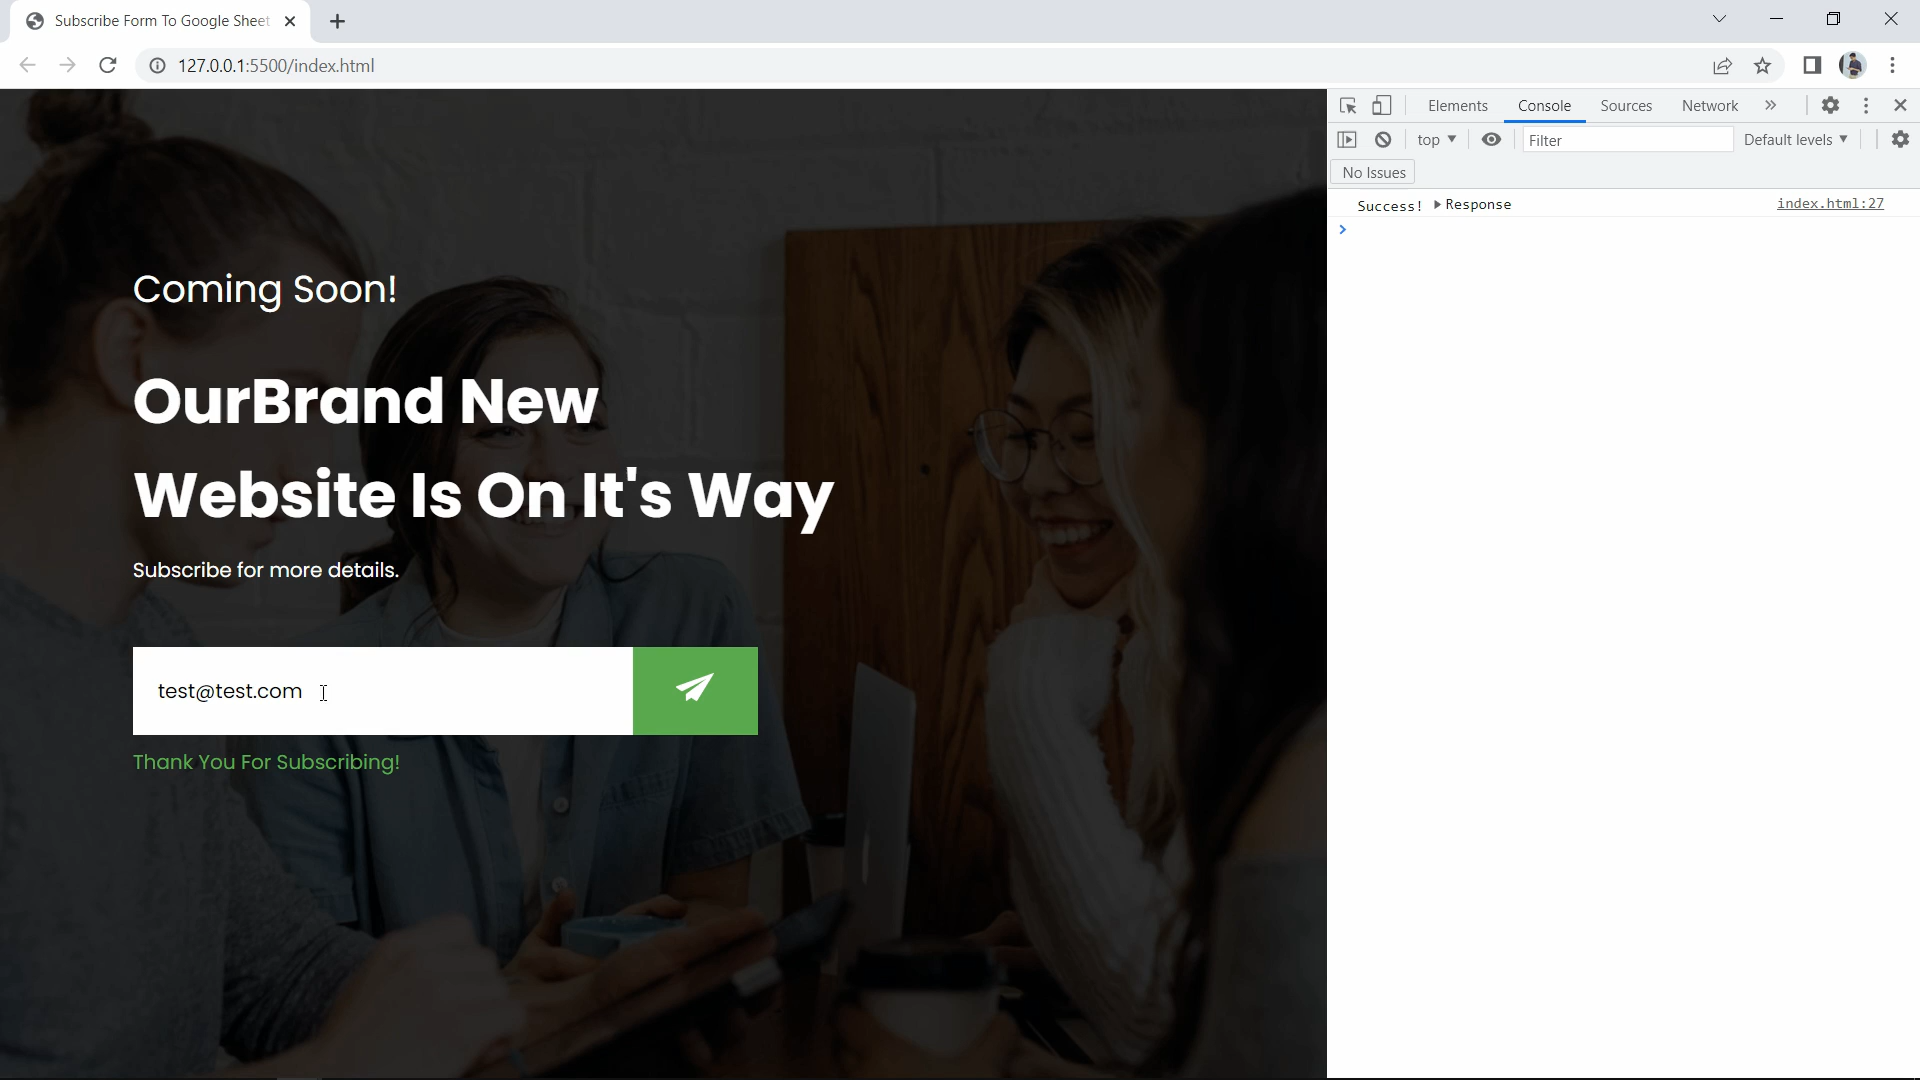 Subscribe Form To Google Sheet
127.0.0.1:5500/index.html
Elements Console Sources Network
top Filter Default levels
No Issues
Success! Response index.html:27
Coming Soon!
OurBrand New
Website Is On It's Way
Subscribe for more details.
test@test.com
Thank You For Subscribing!